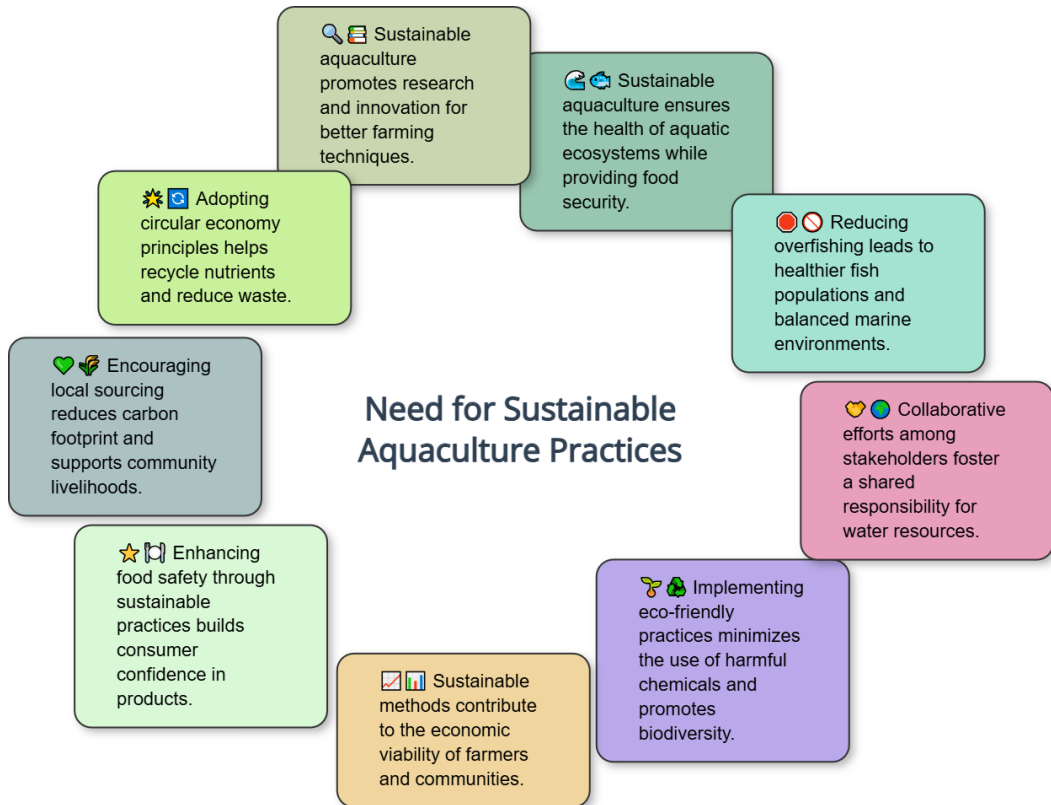 🔍📚 Sustainable
aquaculture
promotes research
and innovation for
better farming
techniques.
🌊🐟 Sustainable
aquaculture ensures
the health of aquatic
ecosystems while
providing food
security.
🛑🚫 Reducing
overfishing leads to
healthier fish
populations and
balanced marine
environments.
🤝🌍 Collaborative
efforts among
stakeholders foster
a shared
responsibility for
water resources.
🌱♻️ Implementing
eco-friendly
practices minimizes
the use of harmful
chemicals and
promotes
biodiversity.
📈📊 Sustainable
methods contribute
to the economic
viability of farmers
and communities.
⭐🍽️ Enhancing
food safety through
sustainable
practices builds
consumer
confidence in
products.
💚🌾 Encouraging
local sourcing
reduces carbon
footprint and
supports community
livelihoods.
🌟🔄 Adopting
circular economy
principles helps
recycle nutrients
and reduce waste.
Need for Sustainable
Aquaculture Practices